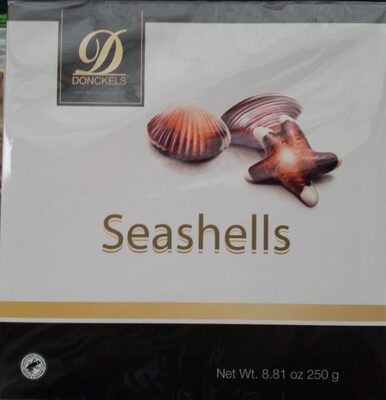 D
DONCKELS
Seashells
Net Wt. 8.81 oz 250 g